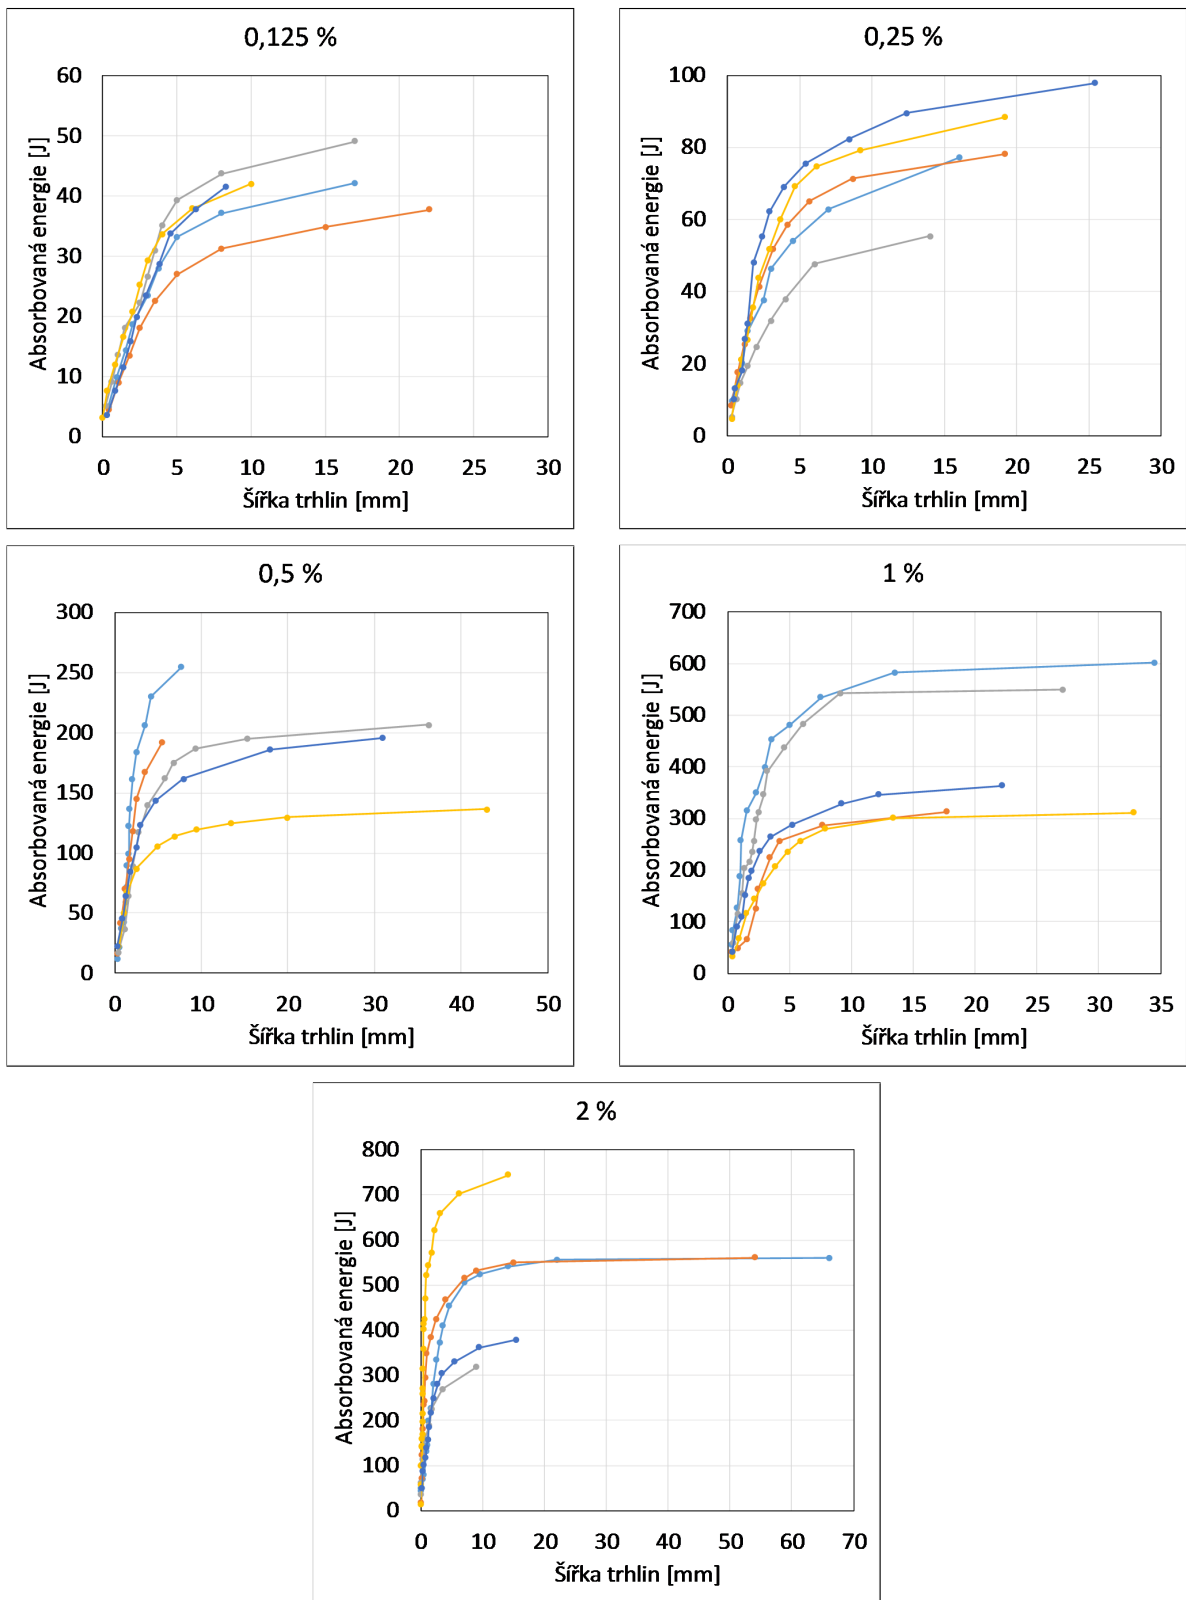 0,125 %
60
50
40
30
20
10
0
Absorbovaná energie [J]
0 5 10 15 20 25 30
Šířka trhlin [mm]
0,25 %
100
80
60
40
20
0
Absorbovaná energie [J]
0 5 10 15 20 25 30
Šířka trhlin [mm]
0,5 %
300
250
200
150
100
50
0
Absorbovaná energie [J]
0 10 20 30 40 50
Šířka trhlin [mm]
1 %
700
600
500
400
300
200
100
0
Absorbovaná energie [J]
0 5 10 15 20 25 30 35
Šířka trhlin [mm]
2 %
800
700
600
500
400
300
200
100
0
Absorbovaná energie [J]
0 10 20 30 40 50 60 70
Šířka trhlin [mm]